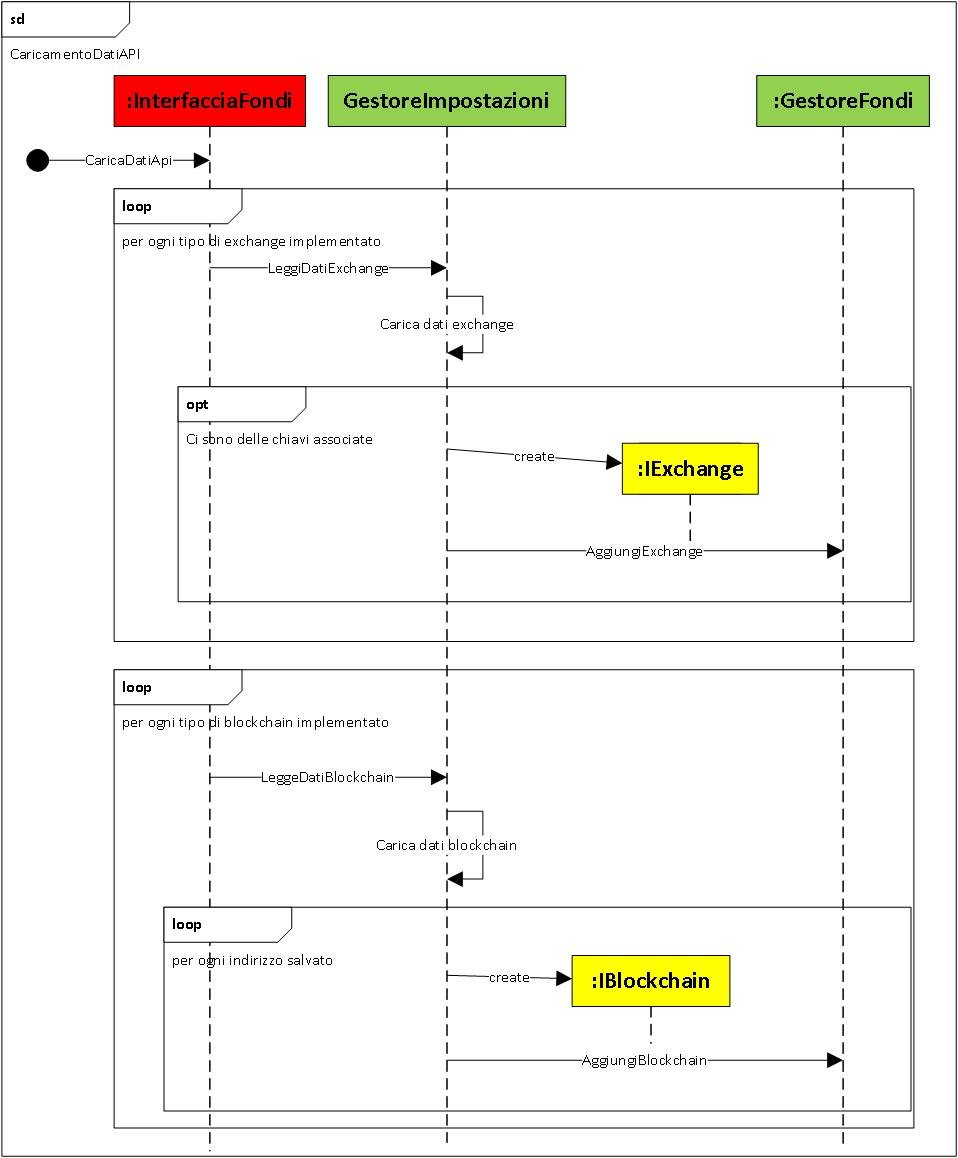 sd
CaricamentoDatiAPI
:InterfacciaFondi
GestoreImpostazioni
:GestoreFondi
CaricaDatiApi
loop
per ogni tipo di exchange implementato
LeggiDatiExchange
Carica dati exchange
opt
Ci sono delle chiavi associate
create
:IExchange
AggiungiExchange
loop
per ogni tipo di blockchain implementato
LeggeDatiBlockchain
Carica dati blockchain
loop
per ogni indirizzo salvato
create
:IBlockchain
AggiungiBlockchain